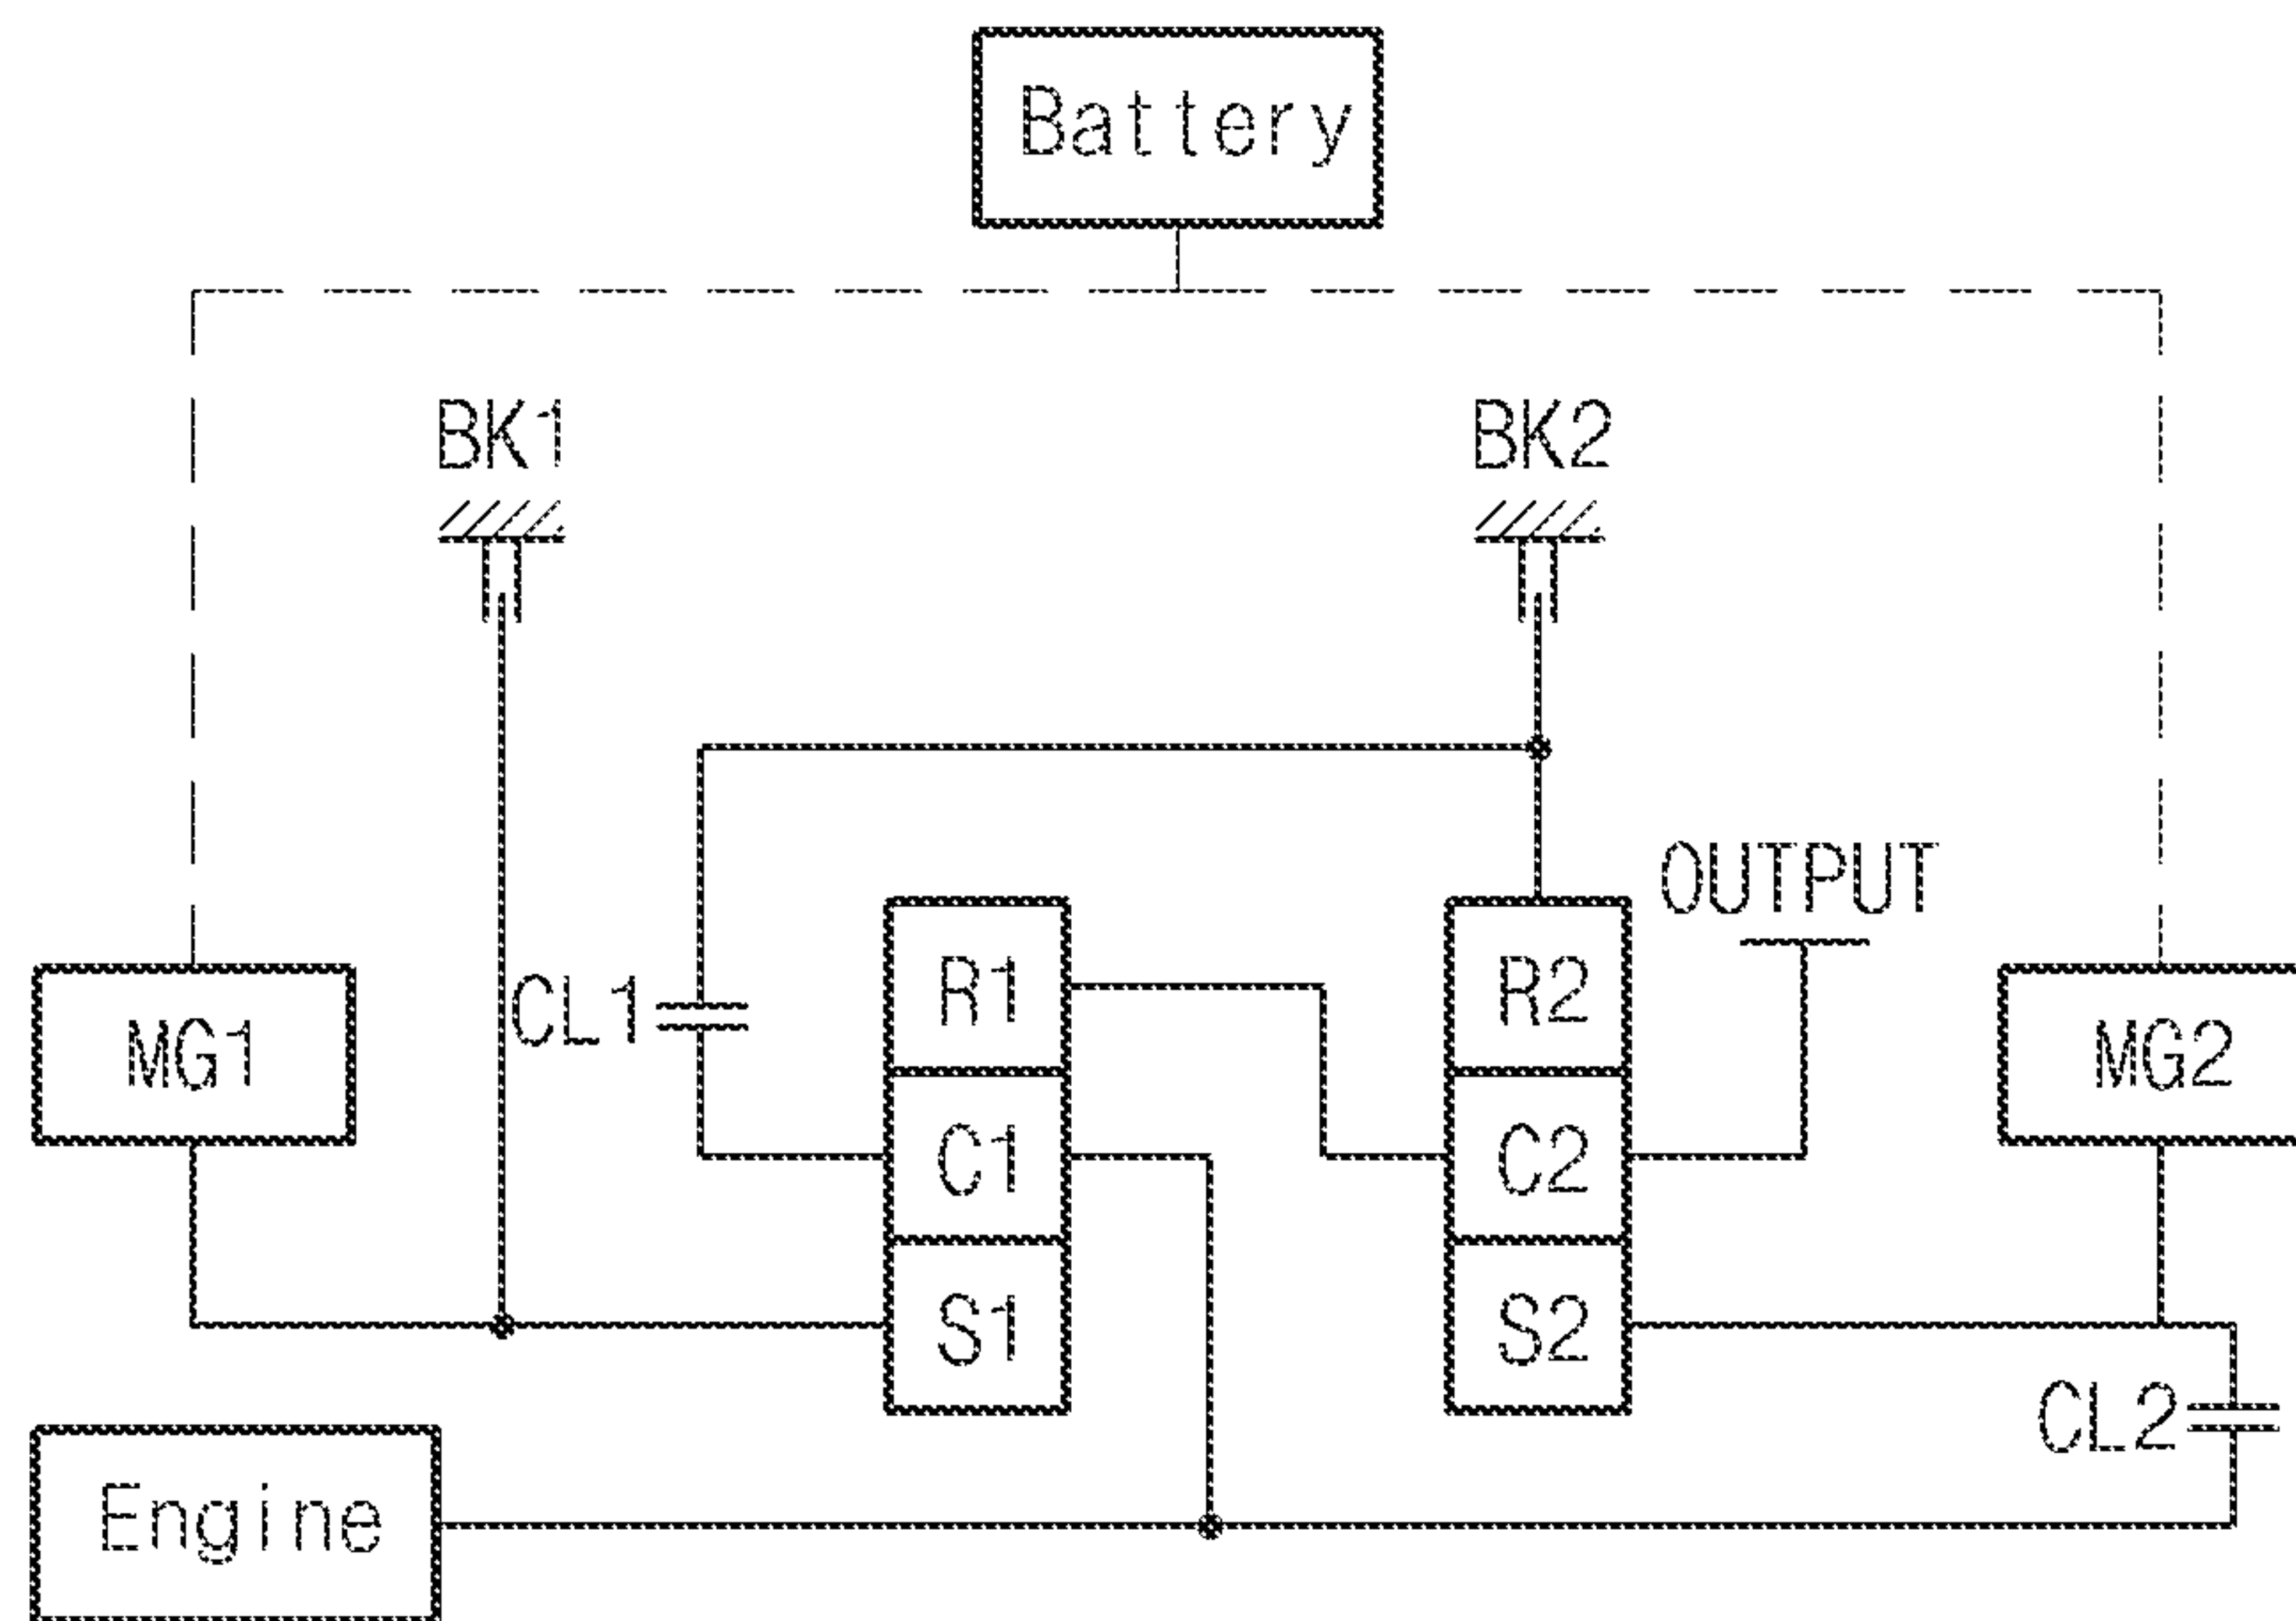 Battery
BK1
BK2
OUTPUT
CL1
R1
R2
MG1
MG2
C1
C2
S1
S2
CL2
Engine